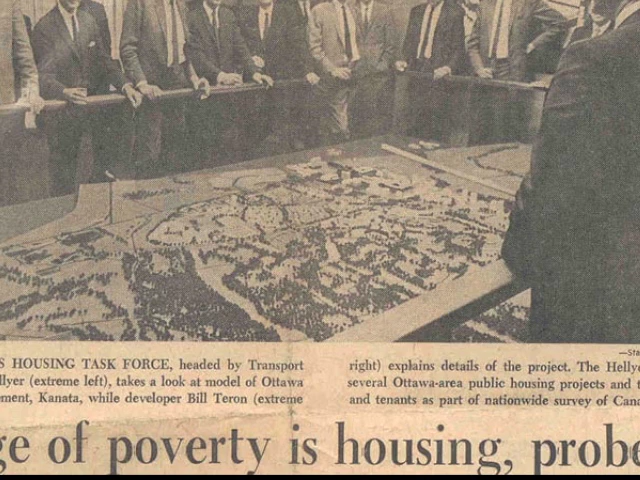 —Sta
S HOUSING TASK FORCE, headed by Transport
llyer (extreme left), takes a look at model of Ottawa
ement, Kanata, while developer Bill Teron (extreme
right) explains details of the project. The Hellye
several Ottawa-area public housing projects and t
and tenants as part of nationwide survey of Cana
ge of poverty is housing, probe